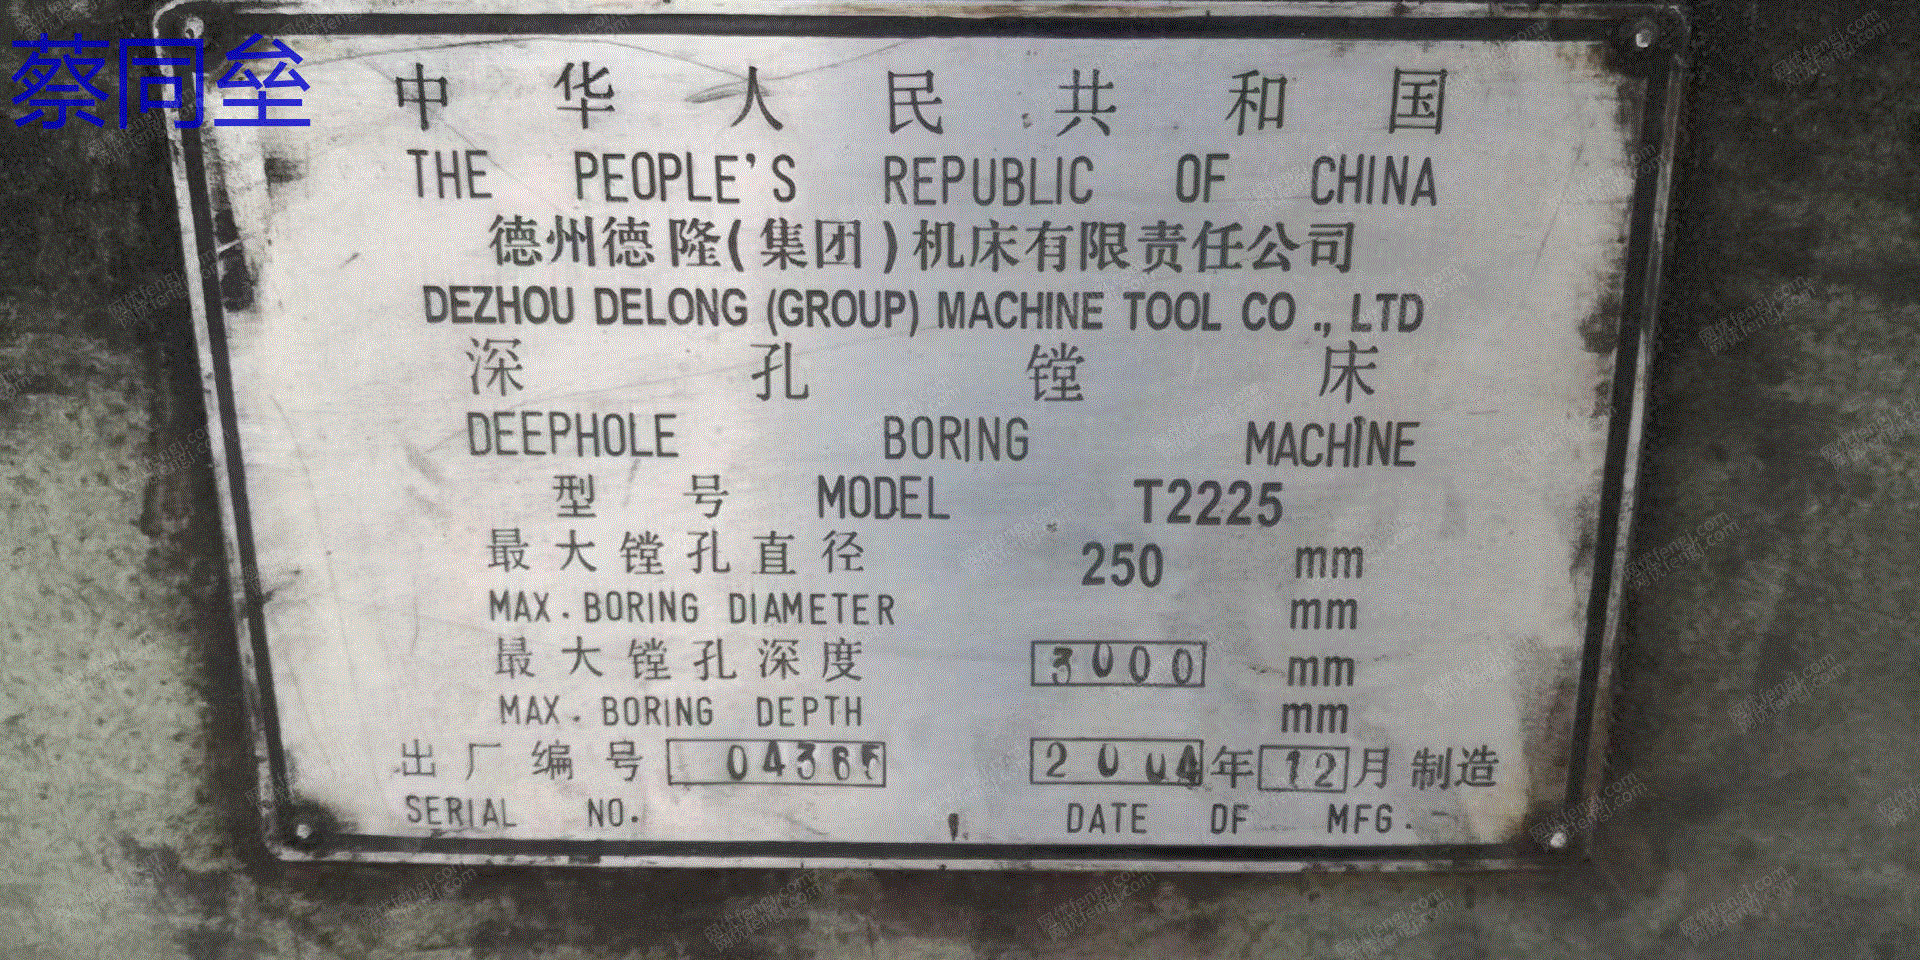 蔡同垒
中华人民共和国
THE PEOPLE'S REPUBLIC OF CHINA
德州德隆(集团)机床有限责任公司
DEZHOU DELONG (GROUP) MACHINE TOOL CO., LTD
深孔镗床
DEEPHOLE BORING MACHINE
型号 MODEL T2225
最大镗孔直径 250 mm
MAX. BORING DIAMETER mm
最大镗孔深度 3000 mm
MAX. BORING DEPTH mm
出厂编号 04365 2004年12月制造
SERIAL NO. DATE OF MFG.